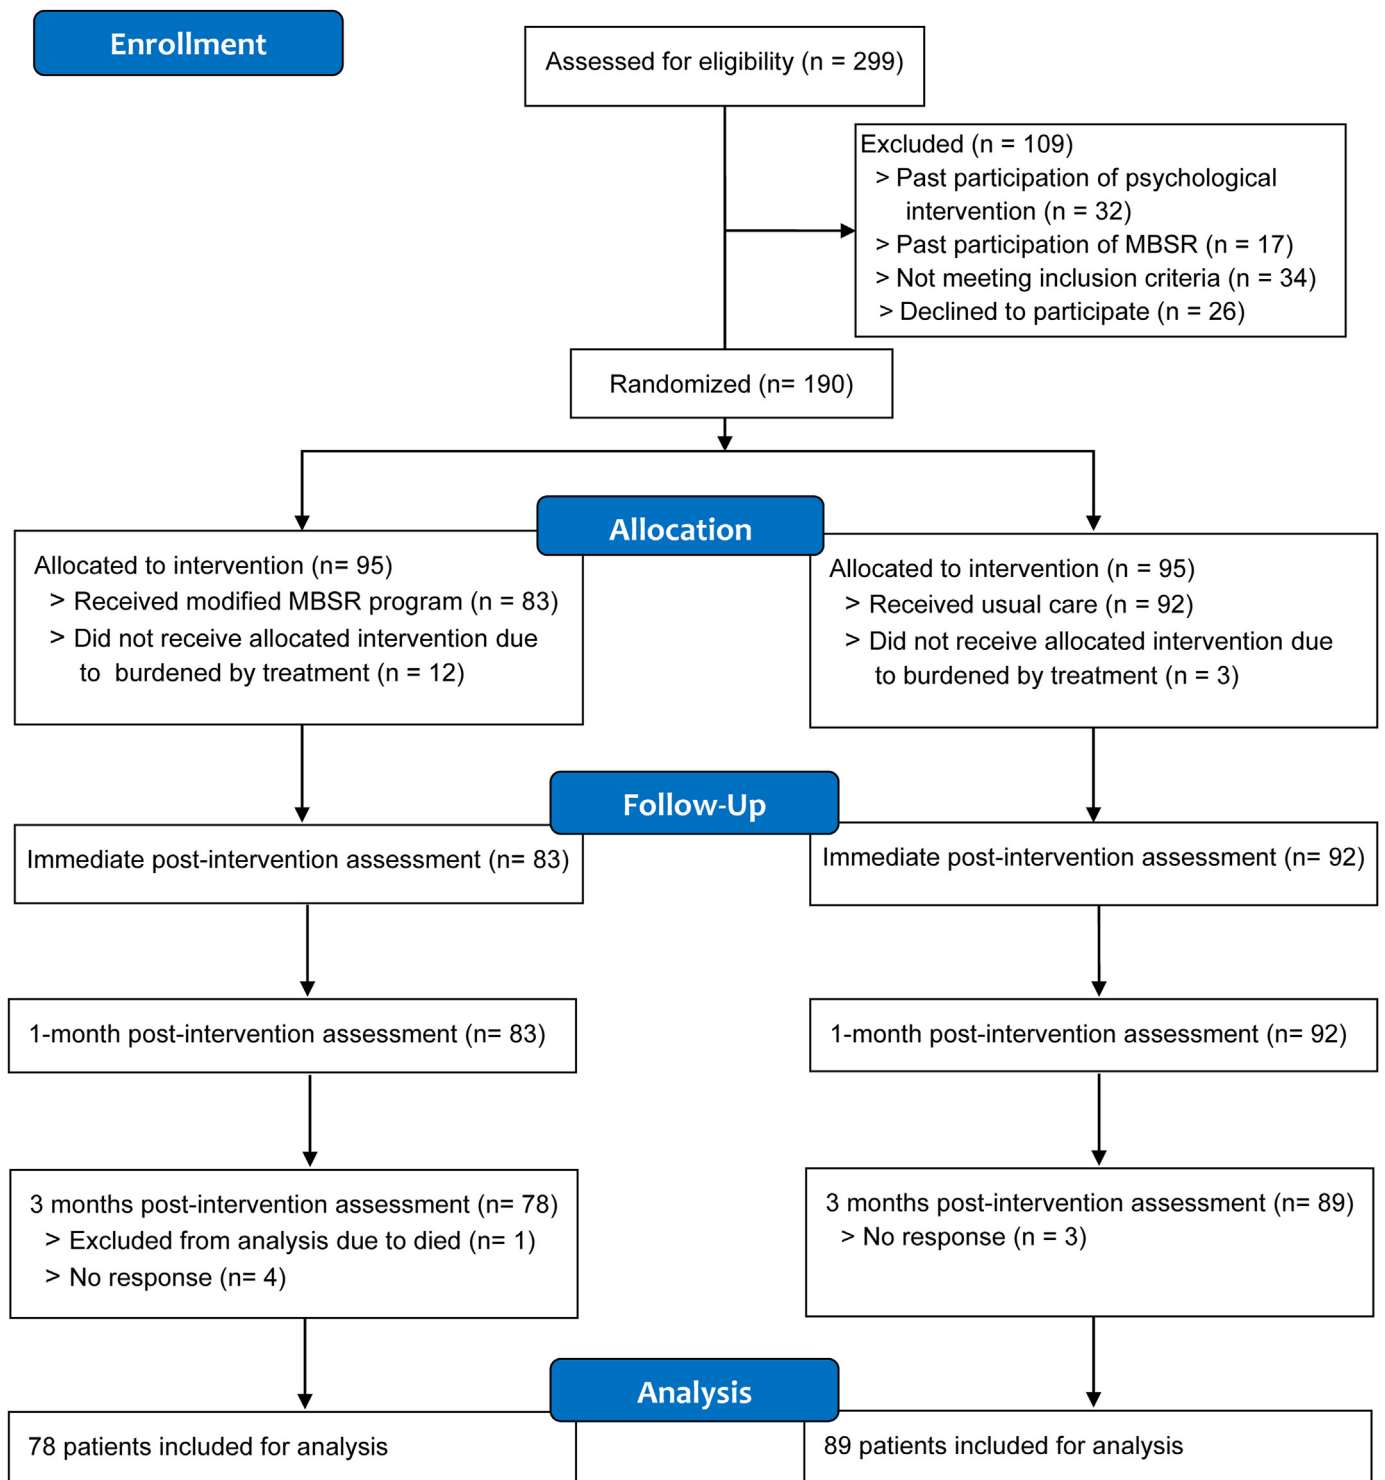 Enrollment
Assessed for eligibility (n = 299)
Excluded (n = 109)
> Past participation of psychological
intervention (n = 32)
> Past participation of MBSR (n = 17)
> Not meeting inclusion criteria (n = 34)
> Declined to participate (n = 26)
Randomized (n= 190)
Allocation
Allocated to intervention (n= 95)
> Received modified MBSR program (n = 83)
> Did not receive allocated intervention due
to burdened by treatment (n = 12)
Allocated to intervention (n = 95)
> Received usual care (n = 92)
> Did not receive allocated intervention due
to burdened by treatment (n = 3)
Follow-Up
Immediate post-intervention assessment (n= 83)
Immediate post-intervention assessment (n= 92)
1-month post-intervention assessment (n= 83)
1-month post-intervention assessment (n= 92)
3 months post-intervention assessment (n= 78)
> Excluded from analysis due to died (n= 1)
> No response (n= 4)
3 months post-intervention assessment (n= 89)
> No response (n = 3)
Analysis
78 patients included for analysis
89 patients included for analysis